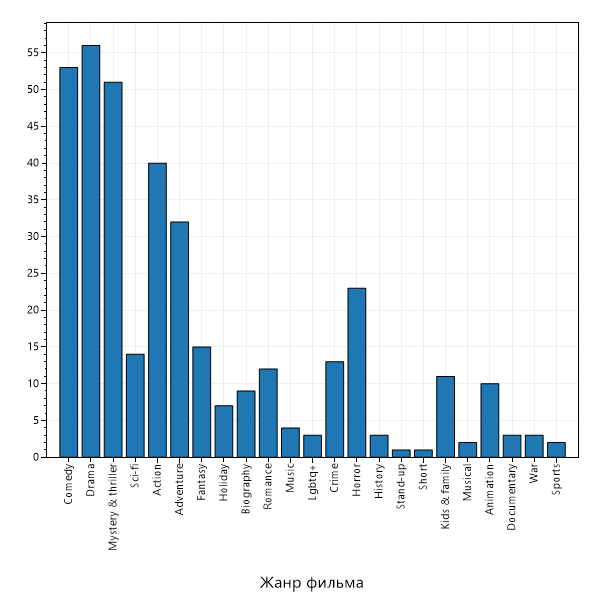 55
50
45
40
35
30
25
20
15
10
5
0
Comedy
Drama
Mystery & thriller
Sci-fi
Action
Adventure
Fantasy
Holiday
Biography
Romance
Music
Lgbtq+
Crime
Horror
History
Stand-up
Short
Kids & family
Musical
Animation
Documentary
War
Sports
Жанр фильма